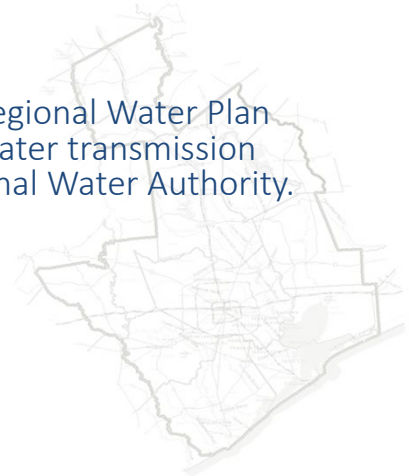 egional Water Plan
ater transmission
nal Water Authority.